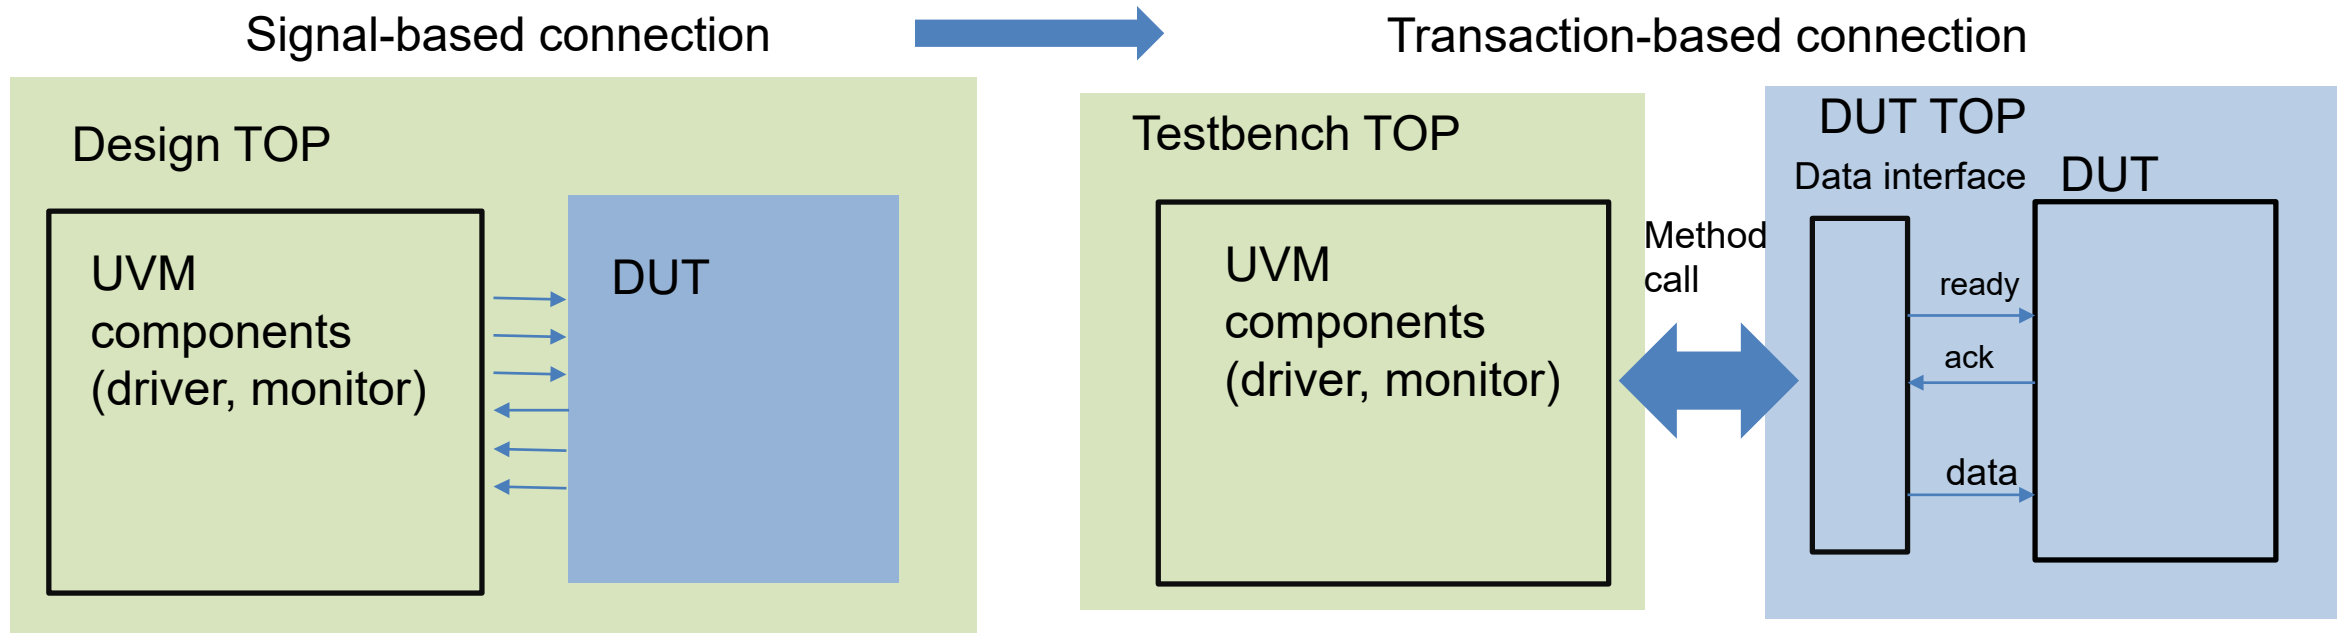 Signal-based connection
Transaction-based connection
Design TOP
UVM
components
(driver, monitor)
DUT
Testbench TOP
UVM
components
(driver, monitor)
Method
call
DUT TOP
Data interface
DUT
ready
ack
data